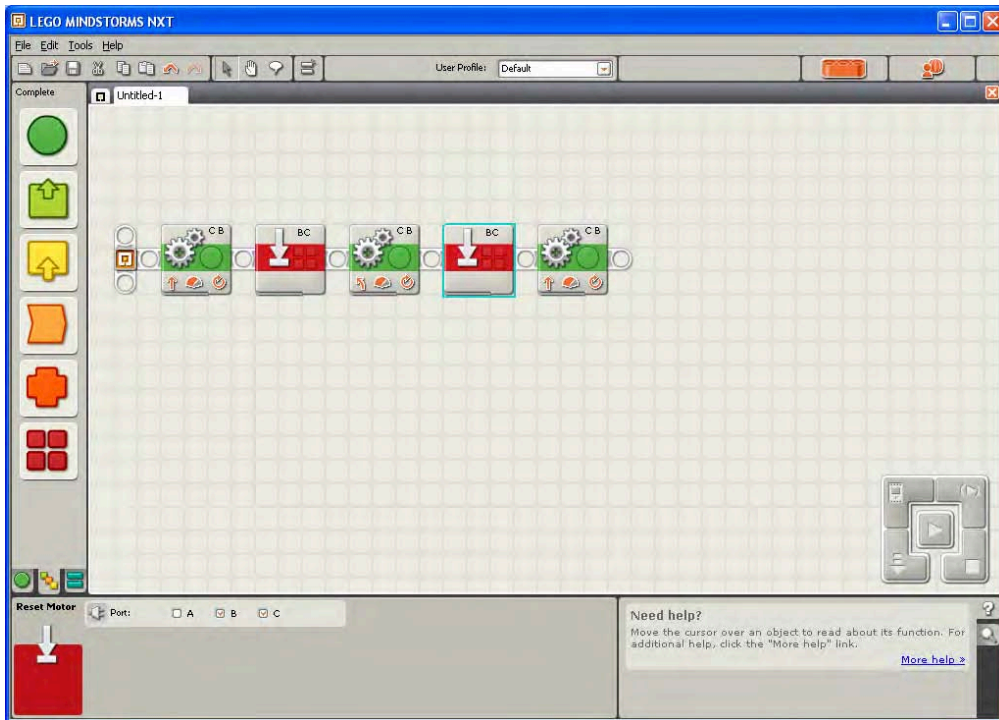 LEGO MINDSTORMS NXT
File Edit Tools Help
User Profile: Default
Complete
Untitled-1
C B
BC
C B
BC
C B
Reset Motor
Port: A B C
Need help?
Move the cursor over an object to read about its function. For
additional help, click the "More help" link.
More help »